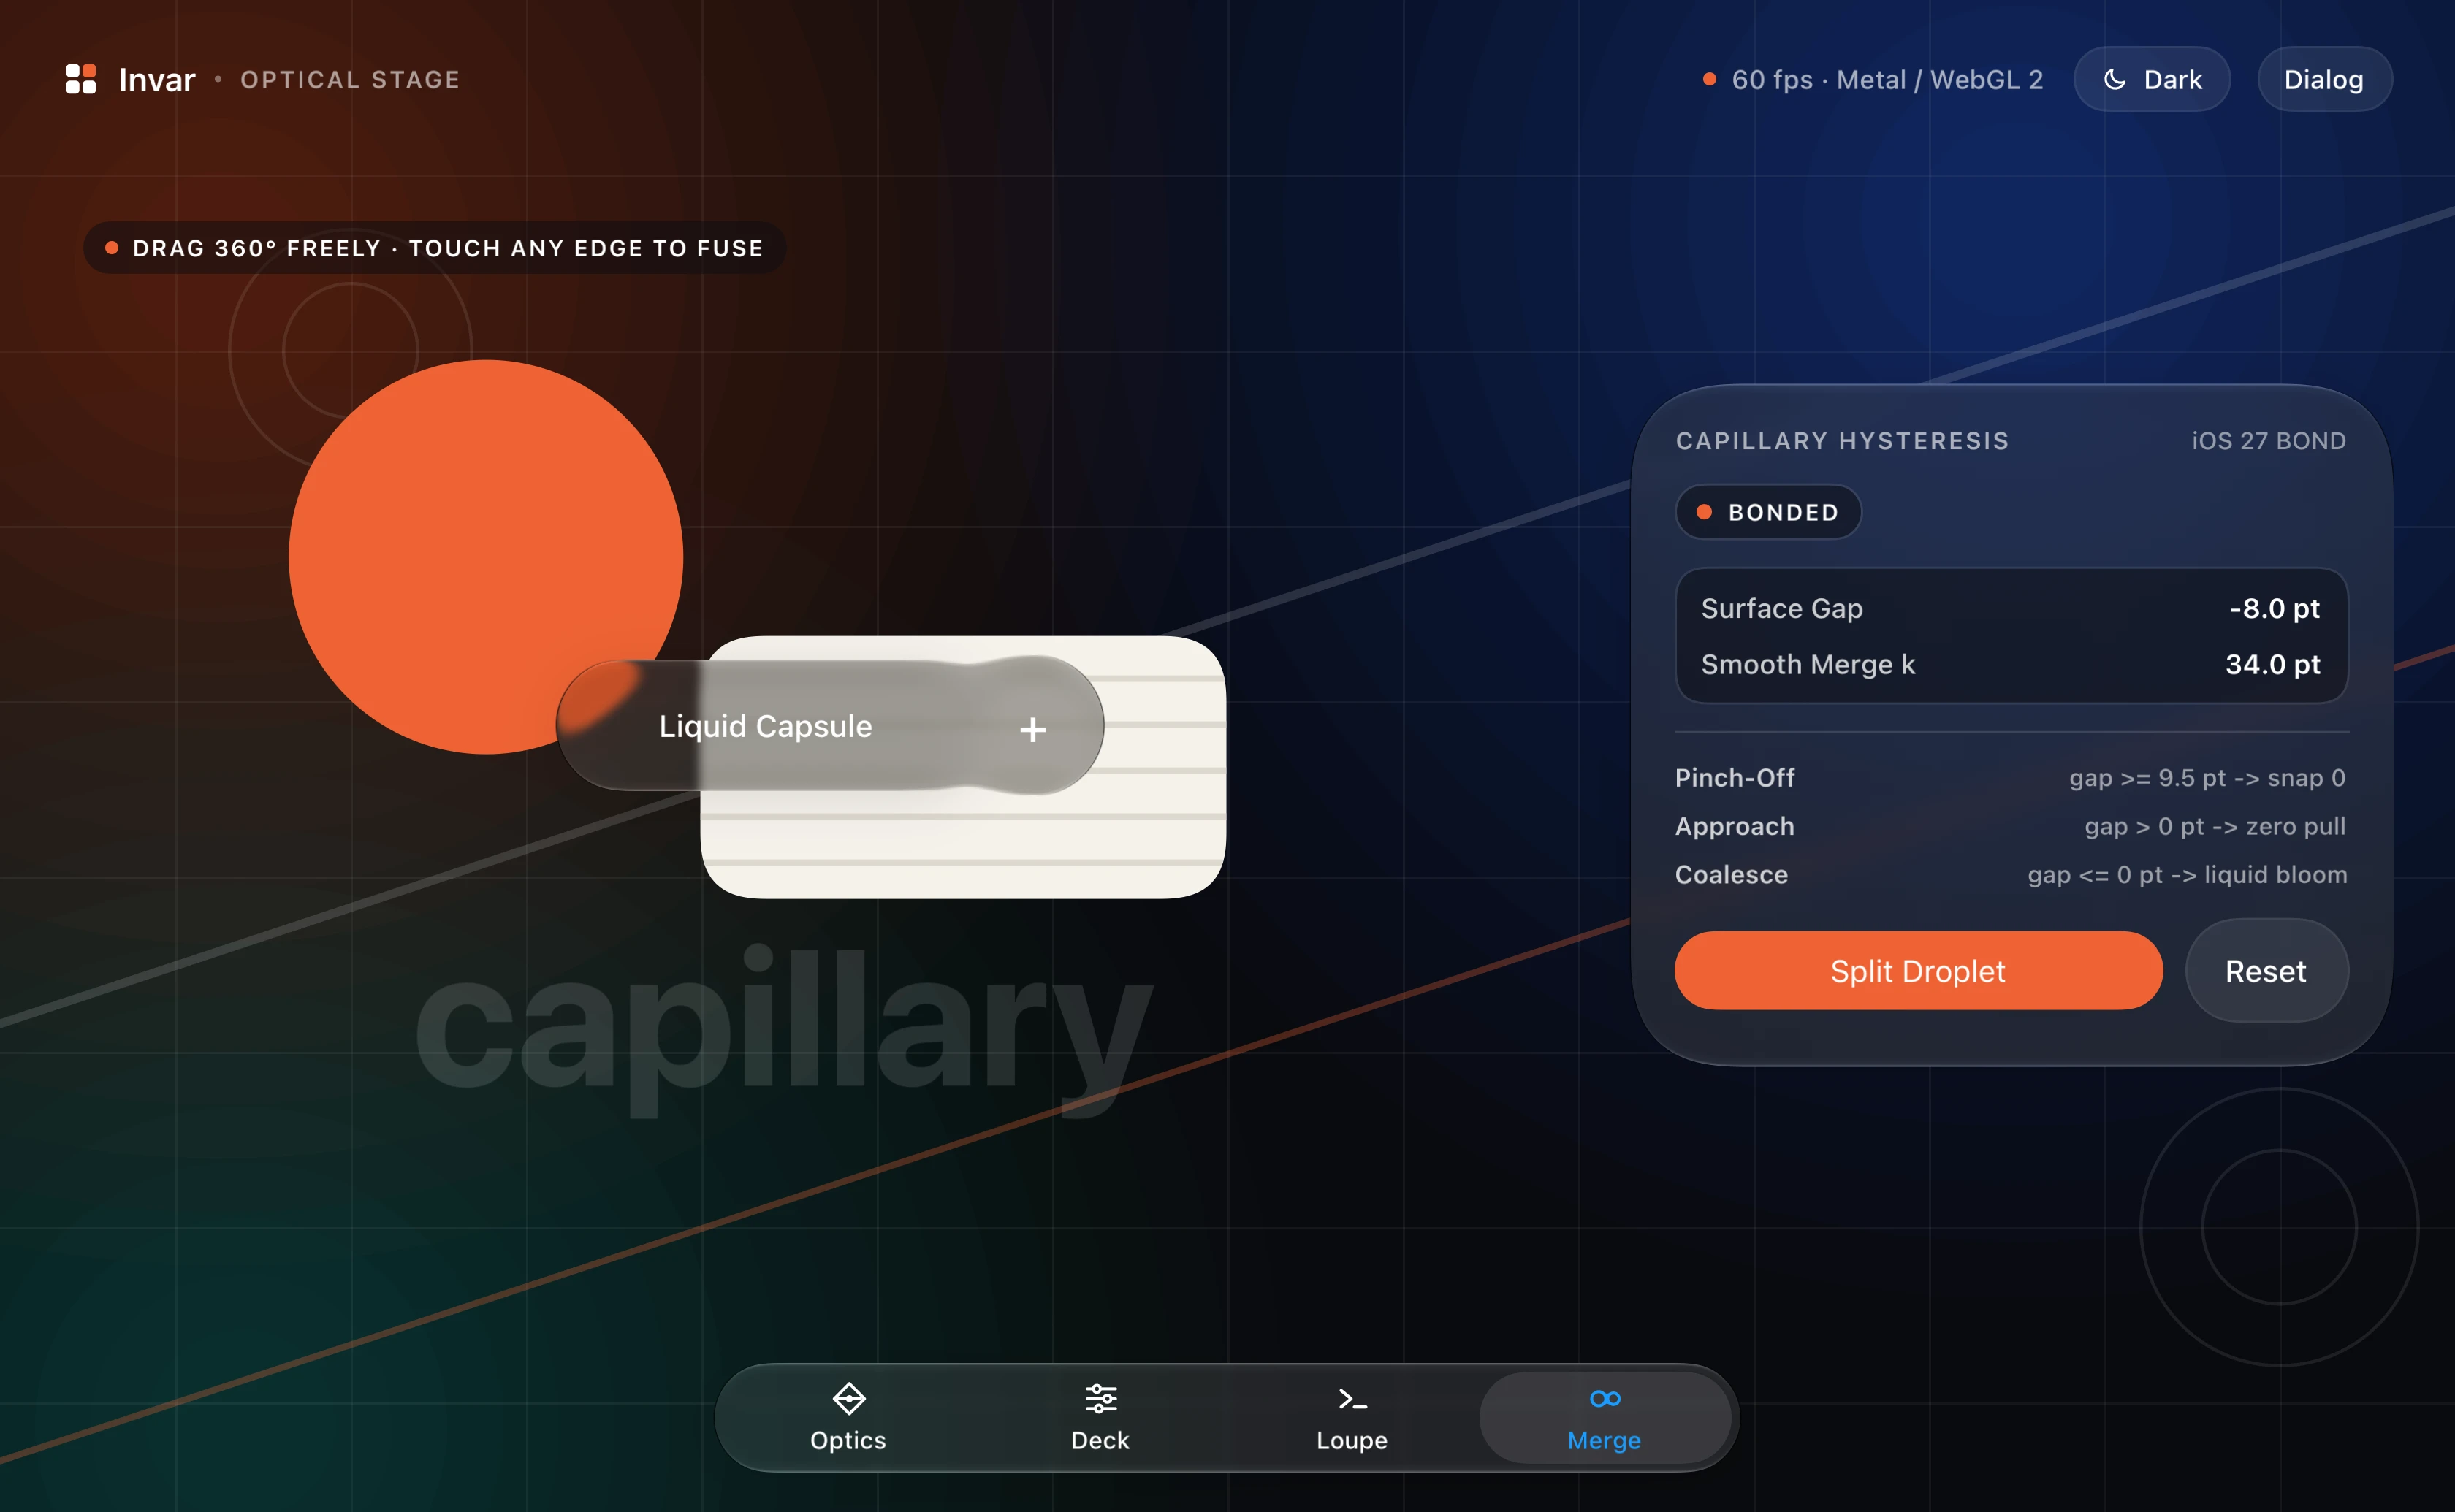 Invar • OPTICAL STAGE
60 fps · Metal / WebGL 2
Dark
Dialog
DRAG 360° FREELY · TOUCH ANY EDGE TO FUSE
CAPILLARY HYSTERESIS
iOS 27 BOND
BONDED
Surface Gap -8.0 pt
Smooth Merge k 34.0 pt
Liquid Capsule +
Pinch-Off gap >= 9.5 pt -> snap 0
Approach gap > 0 pt -> zero pull
Coalesce gap <= 0 pt -> liquid bloom
Split Droplet
Reset
capillary
Optics
Deck
Loupe
Merge